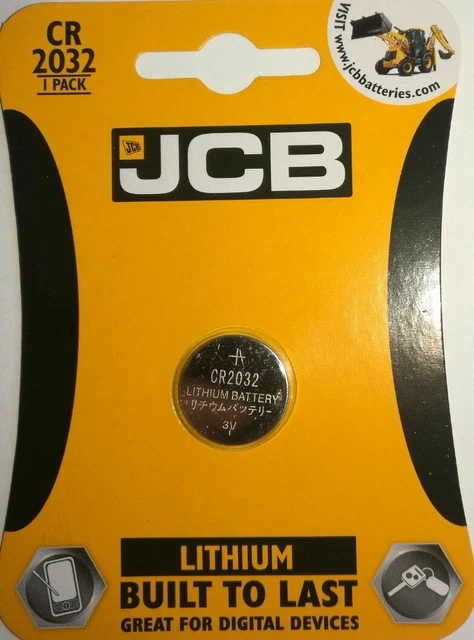 CR
2032
1 PACK
VISIT www.jcbbatteries.com
JCB
JCB
CR2032
LITHIUM BATTERY
リチウムバッテリー
3V
LITHIUM
BUILT TO LAST
GREAT FOR DIGITAL DEVICES